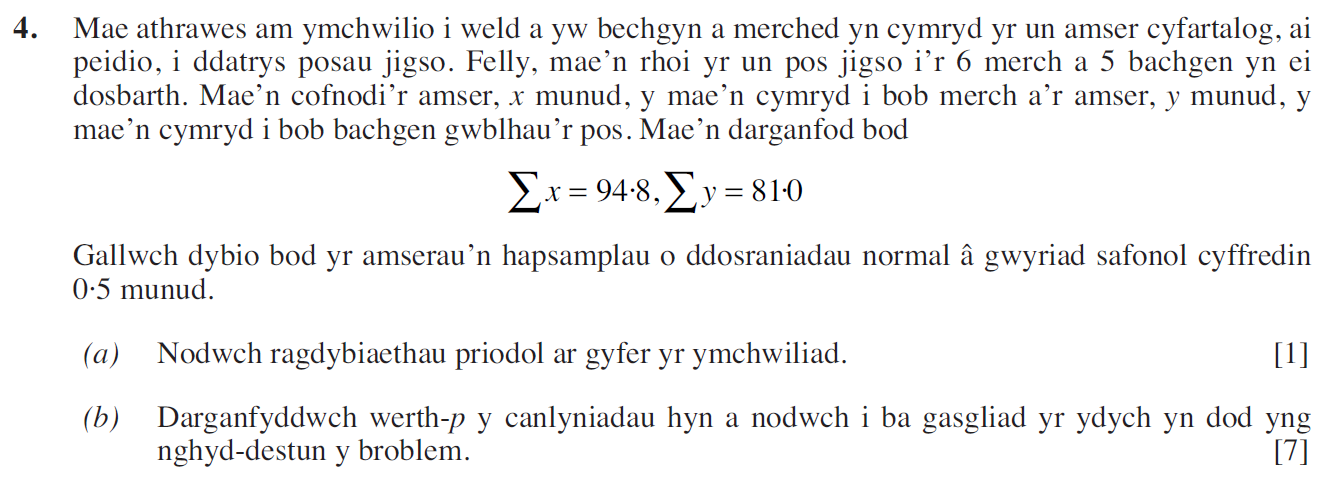 4. Mae athrawes am ymchwilio i weld a yw bechgyn a merched yn cymryd yr un amser cyfartalog, ai
peidio, i ddatrys posau jigso. Felly, mae’n rhoi yr un pos jigso i’r 6 merch a 5 bachgen yn ei
dosbarth. Mae’n cofnodi’r amser, x munud, y mae’n cymryd i bob merch a’r amser, y munud, y
mae’n cymryd i bob bachgen gwblhau’r pos. Mae’n darganfod bod
∑x = 94·8, ∑y = 81·0
Gallwch dybio bod yr amserau’n hapsamplau o ddosraniadau normal â gwyriad safonol cyffredin
0·5 munud.
(a) Nodwch ragdybiaethau priodol ar gyfer yr ymchwiliad. [1]
(b) Darganfyddwch werth-p y canlyniadau hyn a nodwch i ba gasgliad yr ydych yn dod yng
nghyd-destun y broblem. [7]